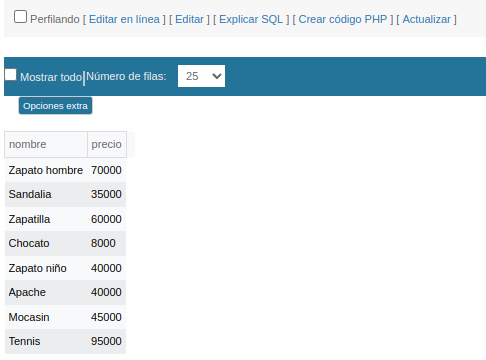 Perfilando [ Editar en línea ] [ Editar ] [ Explicar SQL ] [ Crear código PHP ] [ Actualizar ]
Mostrar todo | Número de filas: 25
Opciones extra
nombre precio
Zapato hombre 70000
Sandalia 35000
Zapatilla 60000
Chocato 8000
Zapato niño 40000
Apache 40000
Mocasin 45000
Tennis 95000